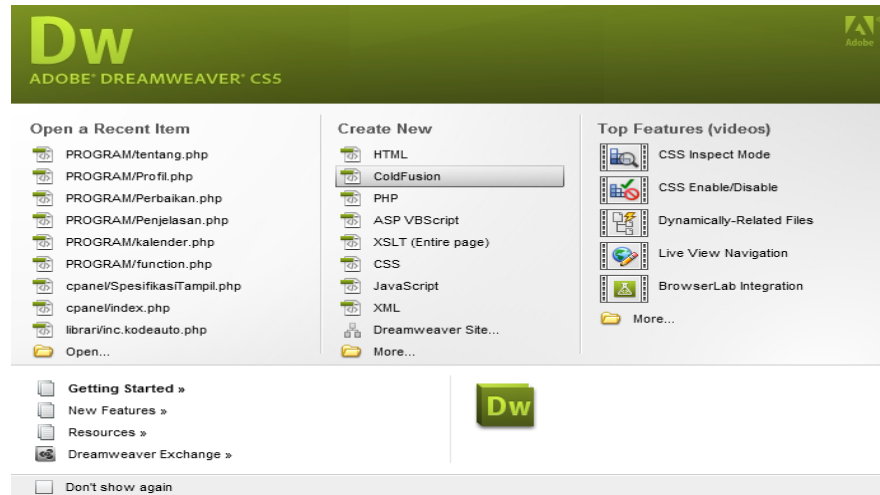 Dw
ADOBE® DREAMWEAVER® CS5
Adobe
Open a Recent Item
PROGRAM/tentang.php
PROGRAM/Profil.php
PROGRAM/Perbaikan.php
PROGRAM/Penjelasan.php
PROGRAM/kalender.php
PROGRAM/function.php
cpanel/SpesifikasiTampil.php
cpanel/index.php
librari/inc.kodeauto.php
Open...
Create New
HTML
ColdFusion
PHP
ASP VBScript
XSLT (Entire page)
CSS
JavaScript
XML
Dreamweaver Site...
More...
Top Features (videos)
CSS Inspect Mode
CSS Enable/Disable
Dynamically-Related Files
Live View Navigation
BrowserLab Integration
More...
Getting Started »
New Features »
Resources »
Dreamweaver Exchange »
Dw
Don't show again